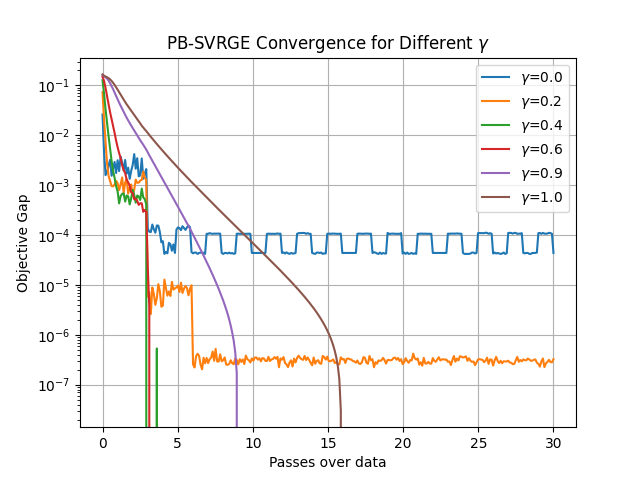 PB-SVRGE Convergence for Different γ
Objective Gap
10⁻¹
10⁻²
10⁻³
10⁻⁴
10⁻⁵
10⁻⁶
10⁻⁷
γ=0.0
γ=0.2
γ=0.4
γ=0.6
γ=0.9
γ=1.0
0 5 10 15 20 25 30
Passes over data